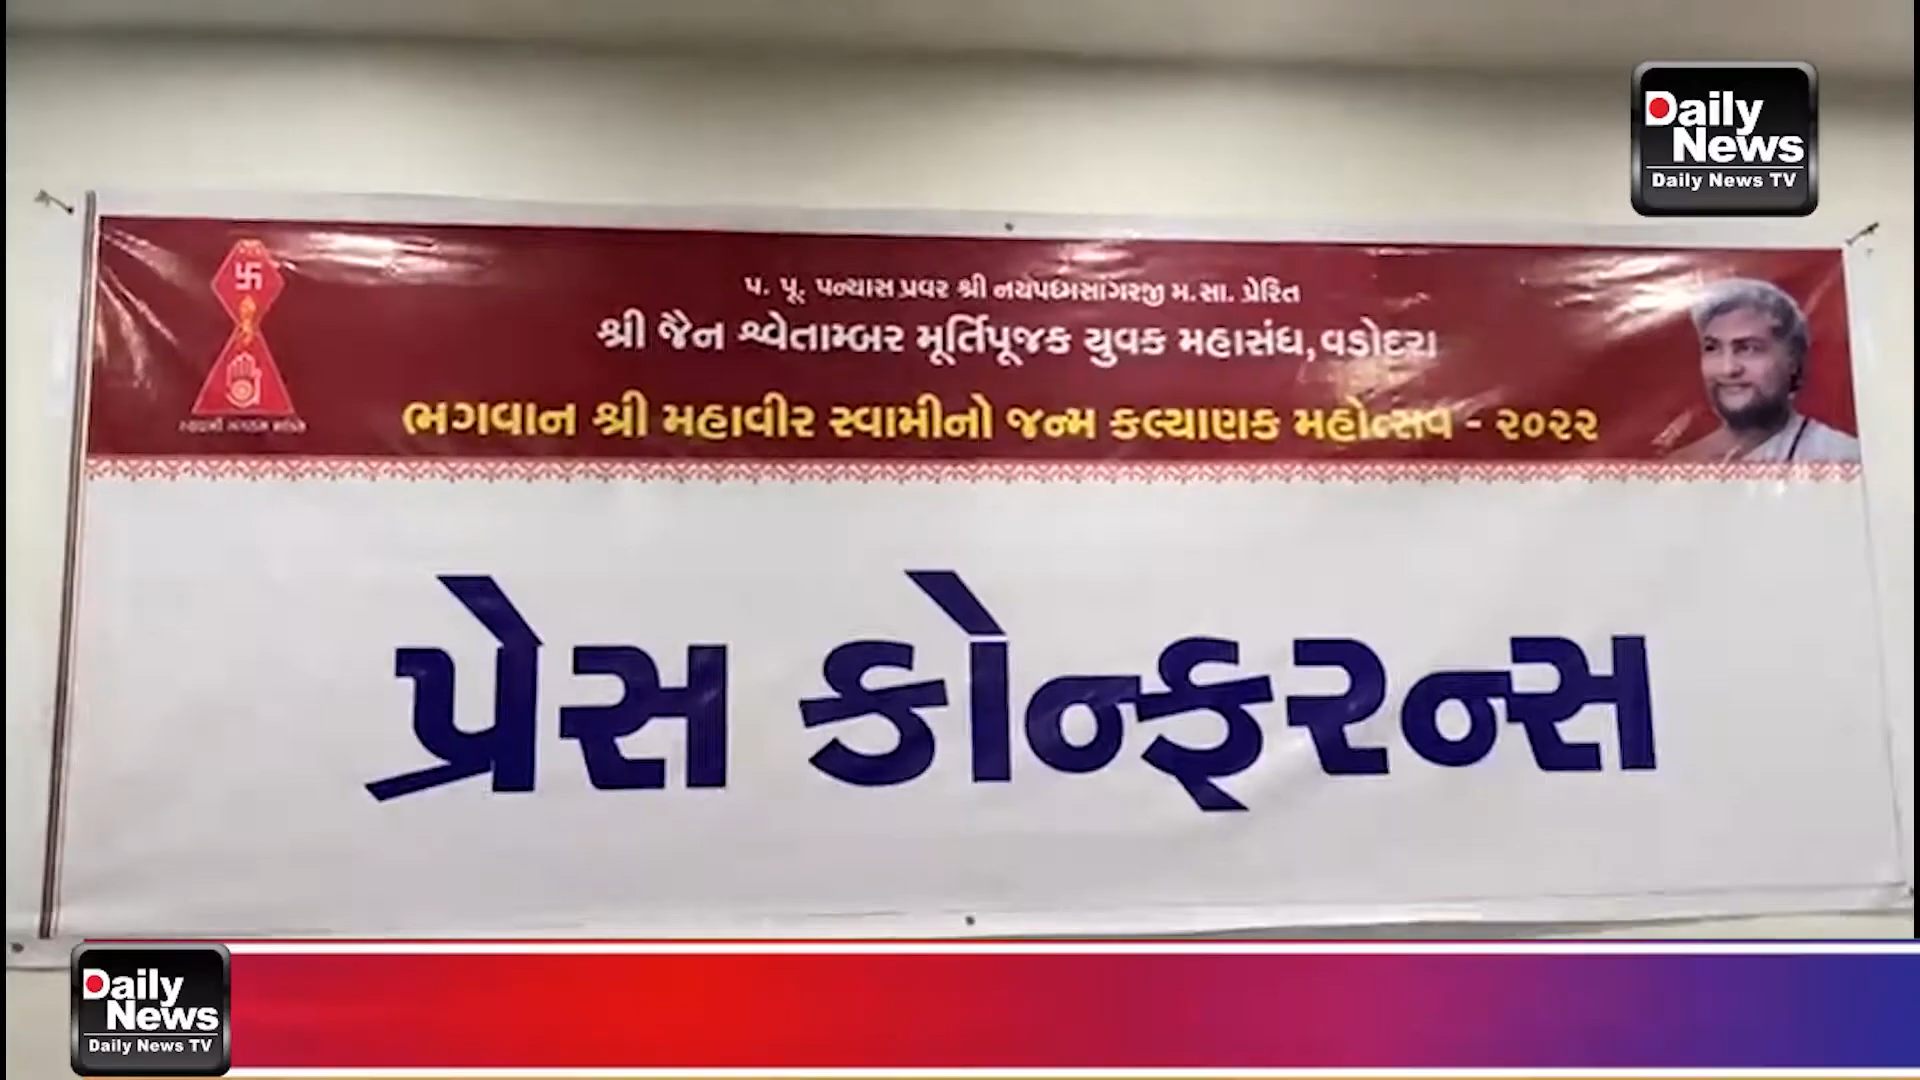 Daily
News
Daily News TV
પ. પૂ. પન્યાસ પ્રવર શ્રી નયપદ્મસાગરજી મ. સા. પ્રેરિત
શ્રી જૈન શ્વેતામ્બર મૂર્તિપૂજક યુવક મહાસંઘ, વડોદરા
ભગવાન શ્રી મહાવીર સ્વામીનો જન્મ કલ્યાણક મહોત્સવ - ૨૦૨૨
પ્રેસ કોન્ફરન્સ
Daily
News
Daily News TV